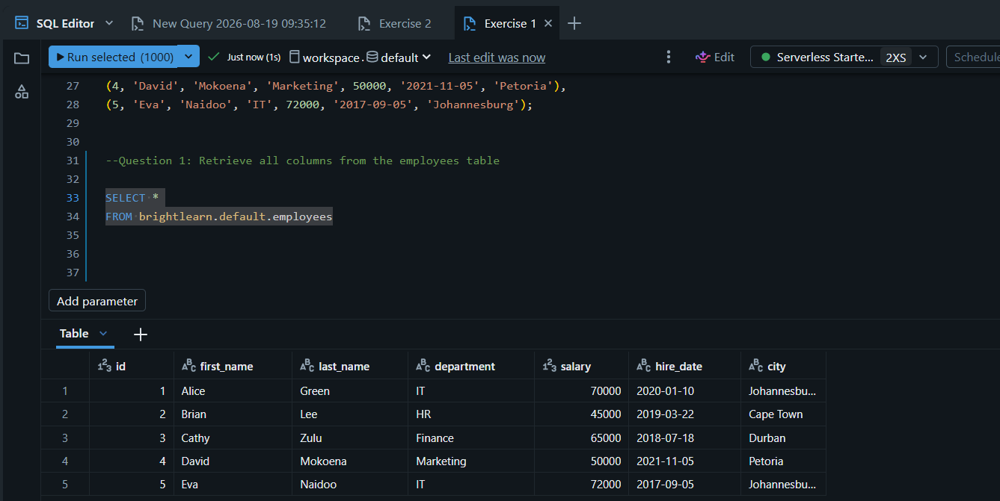 SQL Editor New Query 2026-08-19 09:35:12 Exercise 2 Exercise 1
Run selected (1000) Just now (1s) workspace. default Last edit was now Edit Serverless Starte... 2XS Schedule
27 (4, 'David', 'Mokoena', 'Marketing', 50000, '2021-11-05', 'Petoria'),
28 (5, 'Eva', 'Naidoo', 'IT', 72000, '2017-09-05', 'Johannesburg');
29
30
31 --Question 1: Retrieve all columns from the employees table
32
33 SELECT *
34 FROM brightlearn.default.employees
35
36
37
Add parameter
Table
id first_name last_name department salary hire_date city
1 1 Alice Green IT 70000 2020-01-10 Johannesbu...
2 2 Brian Lee HR 45000 2019-03-22 Cape Town
3 3 Cathy Zulu Finance 65000 2018-07-18 Durban
4 4 David Mokoena Marketing 50000 2021-11-05 Petoria
5 5 Eva Naidoo IT 72000 2017-09-05 Johannesbu...